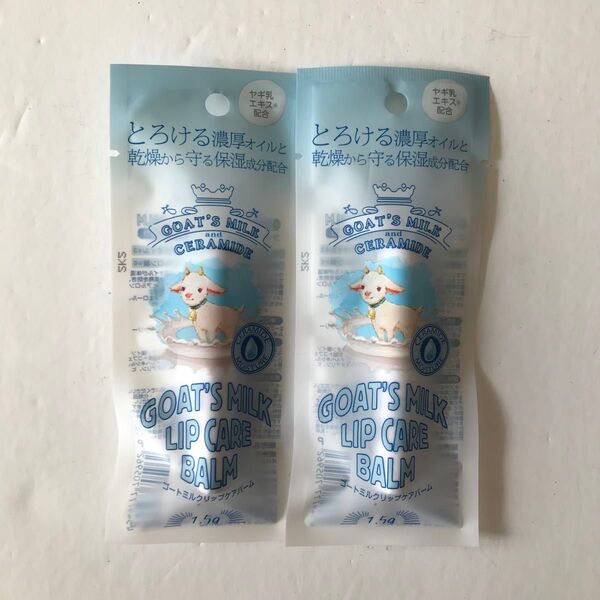 ヤギ乳
エキス※
配合
とろける濃厚オイルと
乾燥から守る保湿成分配合
GOAT'S MILK
and
CERAMIDE
SKS
CERAMIDE
GOAT'S MILK
LIP CARE
BALM
ゴートミルクリップケアバーム
1.5g
ヤギ乳
エキス※
配合
とろける濃厚オイルと
乾燥から守る保湿成分配合
GOAT'S MILK
and
CERAMIDE
SKS
CERAMIDE
GOAT'S MILK
LIP CARE
BALM
ゴートミルクリップケアバーム
1.5g